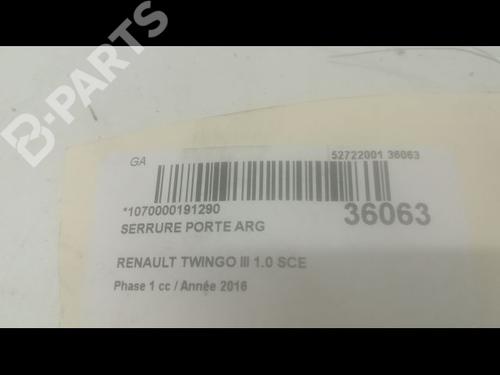 B-PARTS
GA
52722001 36063
*1070000191290
36063
SERRURE PORTE ARG
RENAULT TWINGO III 1.0 SCE
Phase 1 cc / Année 2016